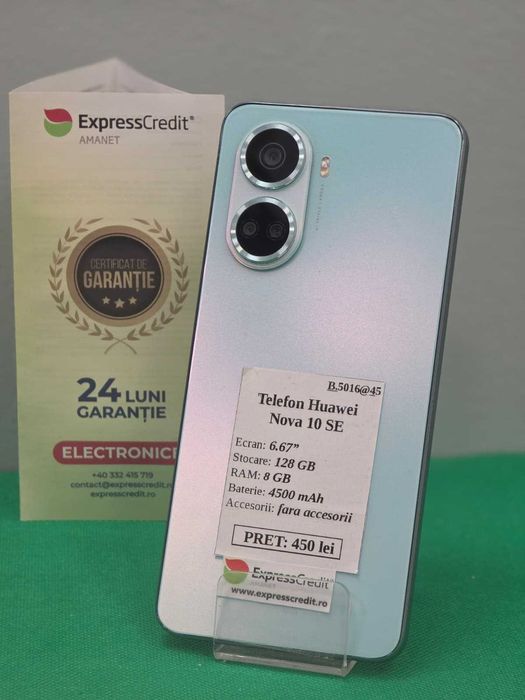 ExpressCredit®
AMANET
CERTIFICAT DE
GARANȚIE
24 LUNI
GARANȚIE
ELECTRONICE
+40 332 415 719
contact@expresscredit.r
expresscredit.ro
B.5016@45
Telefon Huawei
Nova 10 SE
Ecran: 6.67”
Stocare: 128 GB
RAM: 8 GB
Baterie: 4500 mAh
Accesorii: fara accesorii
PRET: 450 lei
ExpressCredit
www.expresscredit.ro